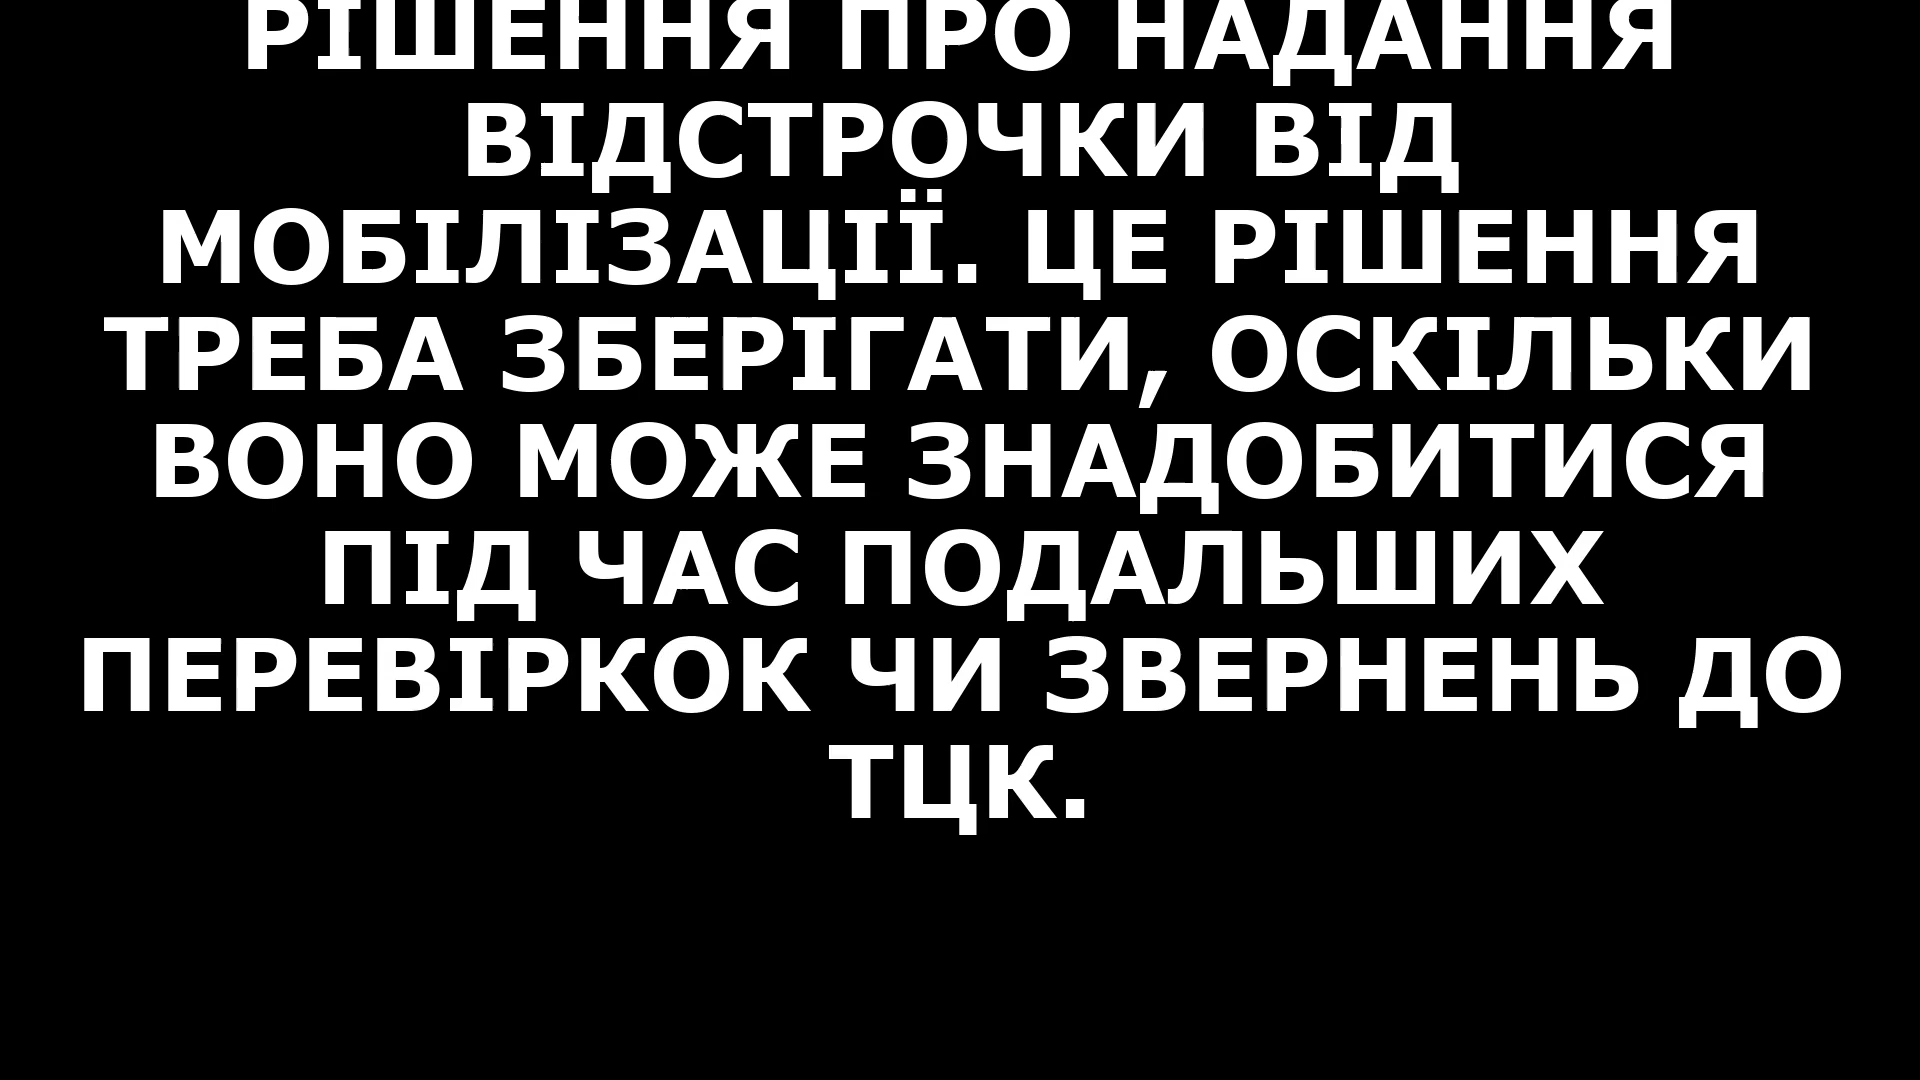 РІШЕННЯ ПРО НАДАННЯ
ВІДСТРОЧКИ ВІД
МОБІЛІЗАЦІЇ. ЦЕ РІШЕННЯ
ТРЕБА ЗБЕРІГАТИ, ОСКІЛЬКИ
ВОНО МОЖЕ ЗНАДОБИТИСЯ
ПІД ЧАС ПОДАЛЬШИХ
ПЕРЕВІРКОК ЧИ ЗВЕРНЕНЬ ДО
ТЦК.